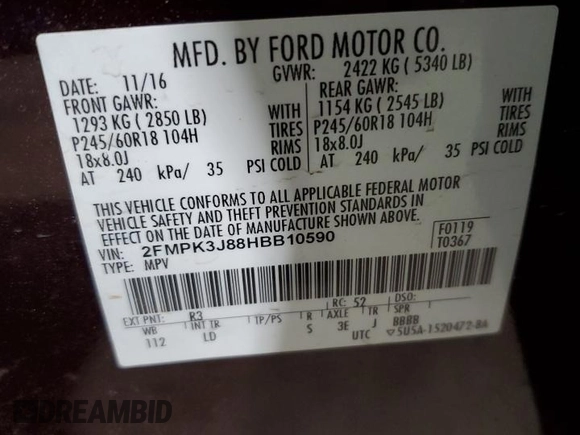 MFD. BY FORD MOTOR CO.
DATE: 11/16 GVWR: 2422 KG ( 5340 LB)
FRONT GAWR: REAR GAWR:
1293 KG ( 2850 LB) WITH 1154 KG ( 2545 LB) WITH
P245/60R18 104H TIRES P245/60R18 104H TIRES
18x8.0J RIMS 18x8.0J RIMS
AT 240 kPa/ 35 PSI COLD AT 240 kPa/ 35 PSI COLD
THIS VEHICLE CONFORMS TO ALL APPLICABLE FEDERAL MOTOR
VEHICLE SAFETY AND THEFT PREVENTION STANDARDS IN
EFFECT ON THE DATE OF MANUFACTURE SHOWN ABOVE.
VIN: 2FMPK3J88HBB10590 F0119
TYPE: MPV T0367
EXT PNT: R3 RC: 52 DSO:
WB INT TR TP/PS R AXLE TR SPR
112 LD S 3E J BBBB
UTC 5U5A-1520472-BA
DREAMBID